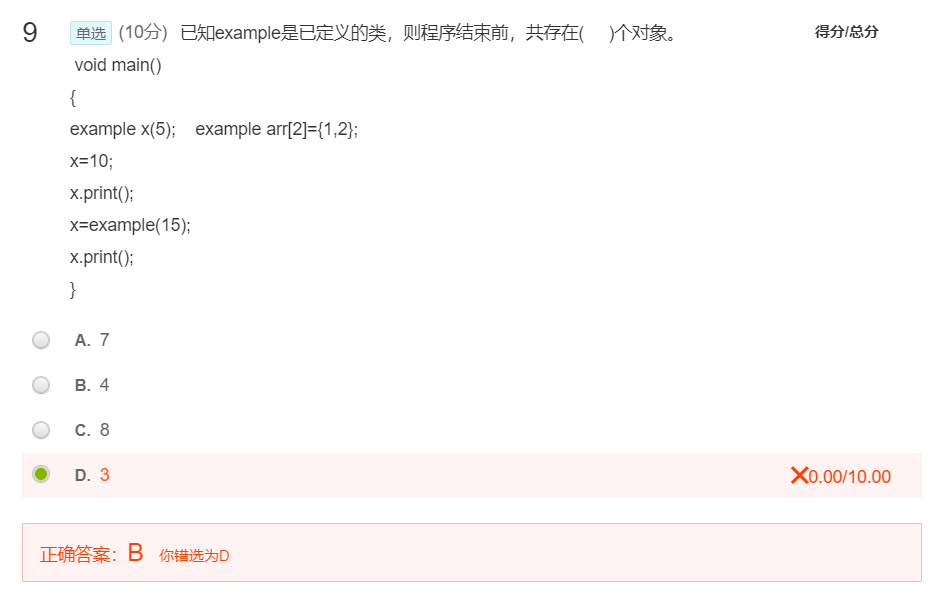 9 单选 (10分) 已知example是已定义的类，则程序结束前，共存在( )个对象。 得分/总分
void main()
{
example x(5); example arr[2]={1,2};
x=10;
x.print();
x=example(15);
x.print();
}
A. 7
B. 4
C. 8
D. 3 ✕0.00/10.00
正确答案：B 你错选为D